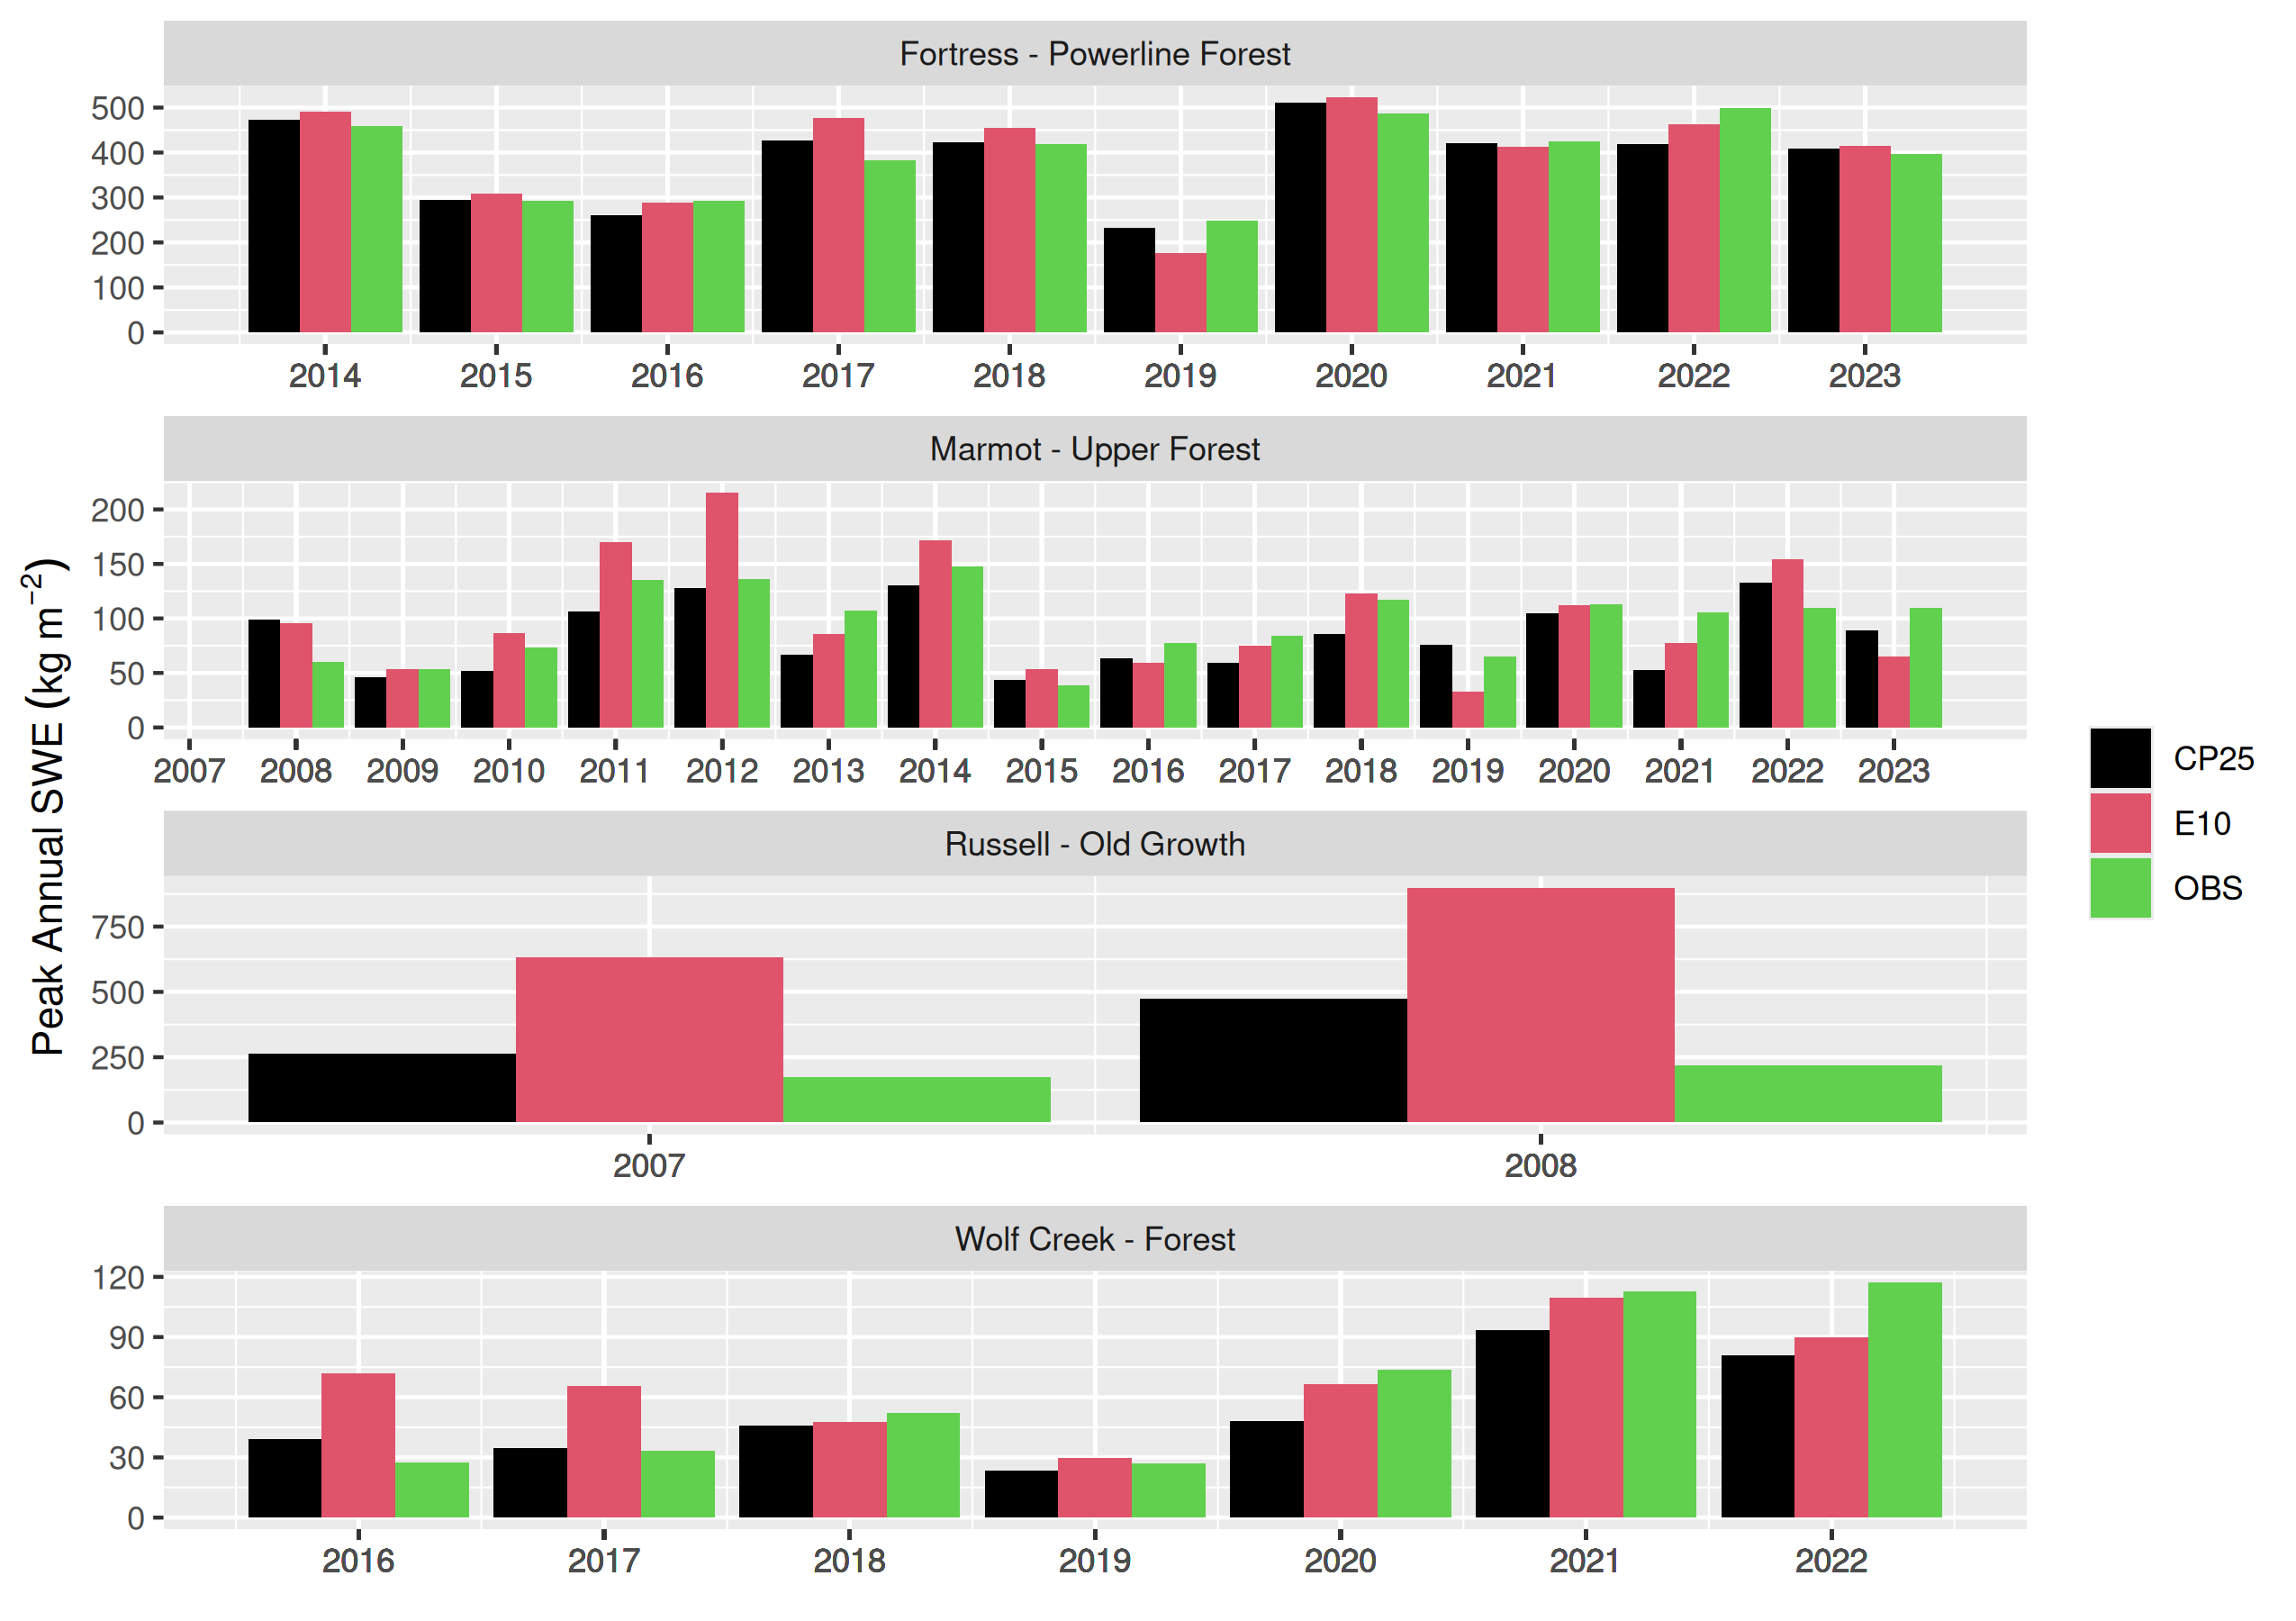 Fortress - Powerline Forest
500
400
300
200
100
0
2014 2015 2016 2017 2018 2019 2020 2021 2022 2023
Marmot - Upper Forest
200
150
100
50
0
2007 2008 2009 2010 2011 2012 2013 2014 2015 2016 2017 2018 2019 2020 2021 2022 2023
Russell - Old Growth
750
500
250
0
2007 2008
Wolf Creek - Forest
120
90
60
30
0
2016 2017 2018 2019 2020 2021 2022
Peak Annual SWE (kg m⁻²)
CP25
E10
OBS